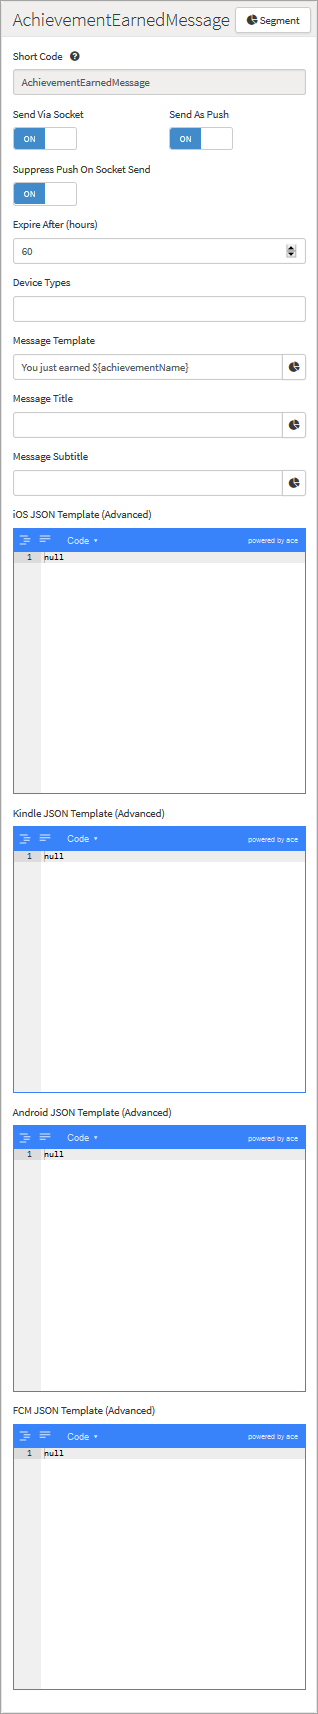 AchievementEarnedMessage Segment
Short Code
AchievementEarnedMessage
Send Via Socket Send As Push
ON ON
Suppress Push On Socket Send
ON
Expire After (hours)
60
Device Types
Message Template
You just earned ${achievementName}
Message Title
Message Subtitle
iOS JSON Template (Advanced)
Code powered by ace
1 null
Kindle JSON Template (Advanced)
Code powered by ace
1 null
Android JSON Template (Advanced)
Code powered by ace
1 null
FCM JSON Template (Advanced)
Code powered by ace
1 null